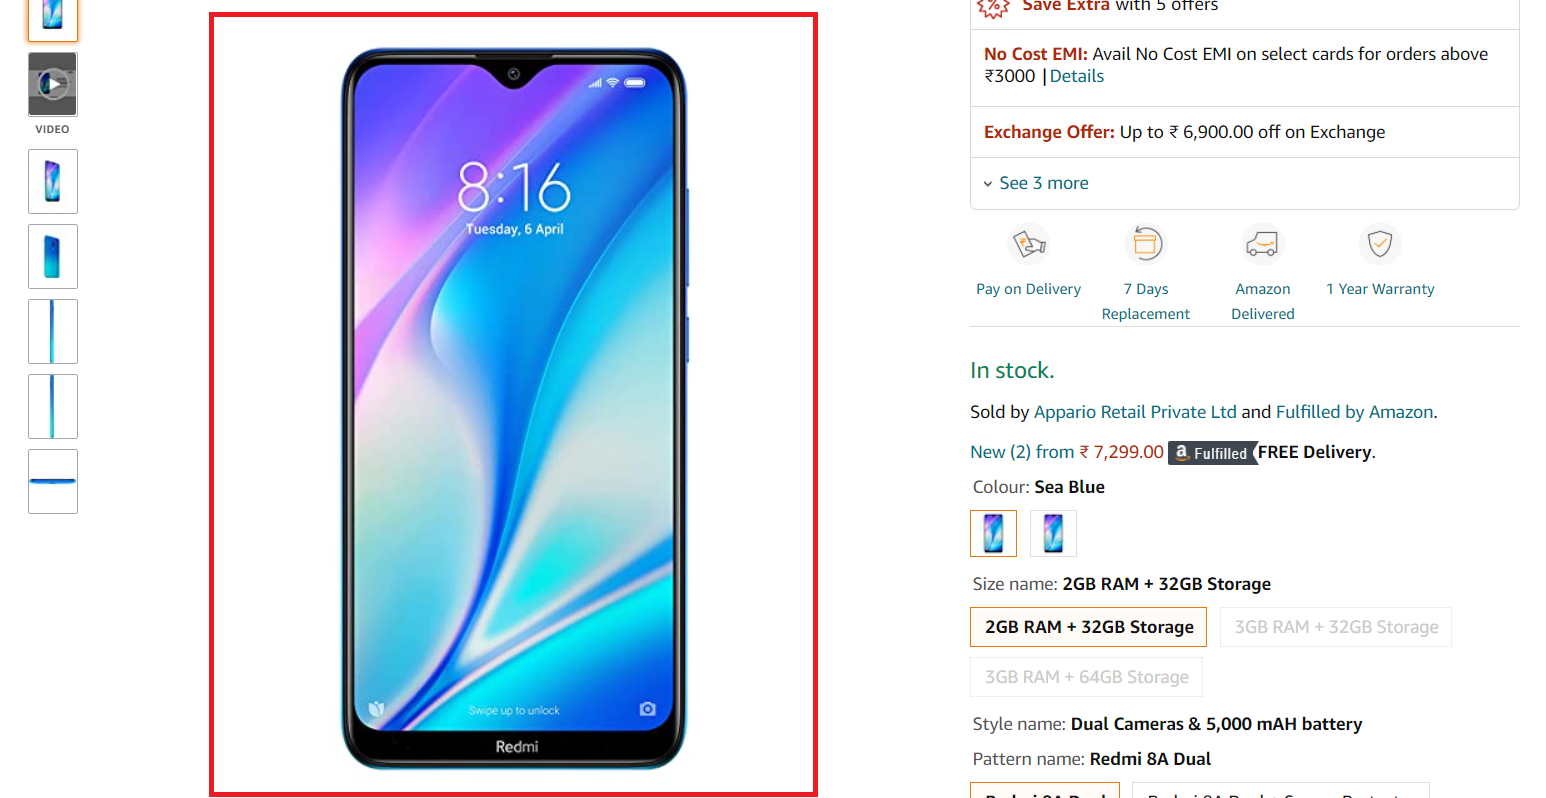 VIDEO
8:16
Tuesday, 6 April
Swipe up to unlock
Redmi
Save Extra with 5 offers
No Cost EMI: Avail No Cost EMI on select cards for orders above
₹3000 | Details
Exchange Offer: Up to ₹ 6,900.00 off on Exchange
See 3 more
Pay on Delivery
7 Days
Replacement
Amazon
Delivered
1 Year Warranty
In stock.
Sold by Appario Retail Private Ltd and Fulfilled by Amazon.
New (2) from ₹ 7,299.00 a Fulfilled FREE Delivery.
Colour: Sea Blue
Size name: 2GB RAM + 32GB Storage
2GB RAM + 32GB Storage
3GB RAM + 32GB Storage
3GB RAM + 64GB Storage
Style name: Dual Cameras & 5,000 mAH battery
Pattern name: Redmi 8A Dual